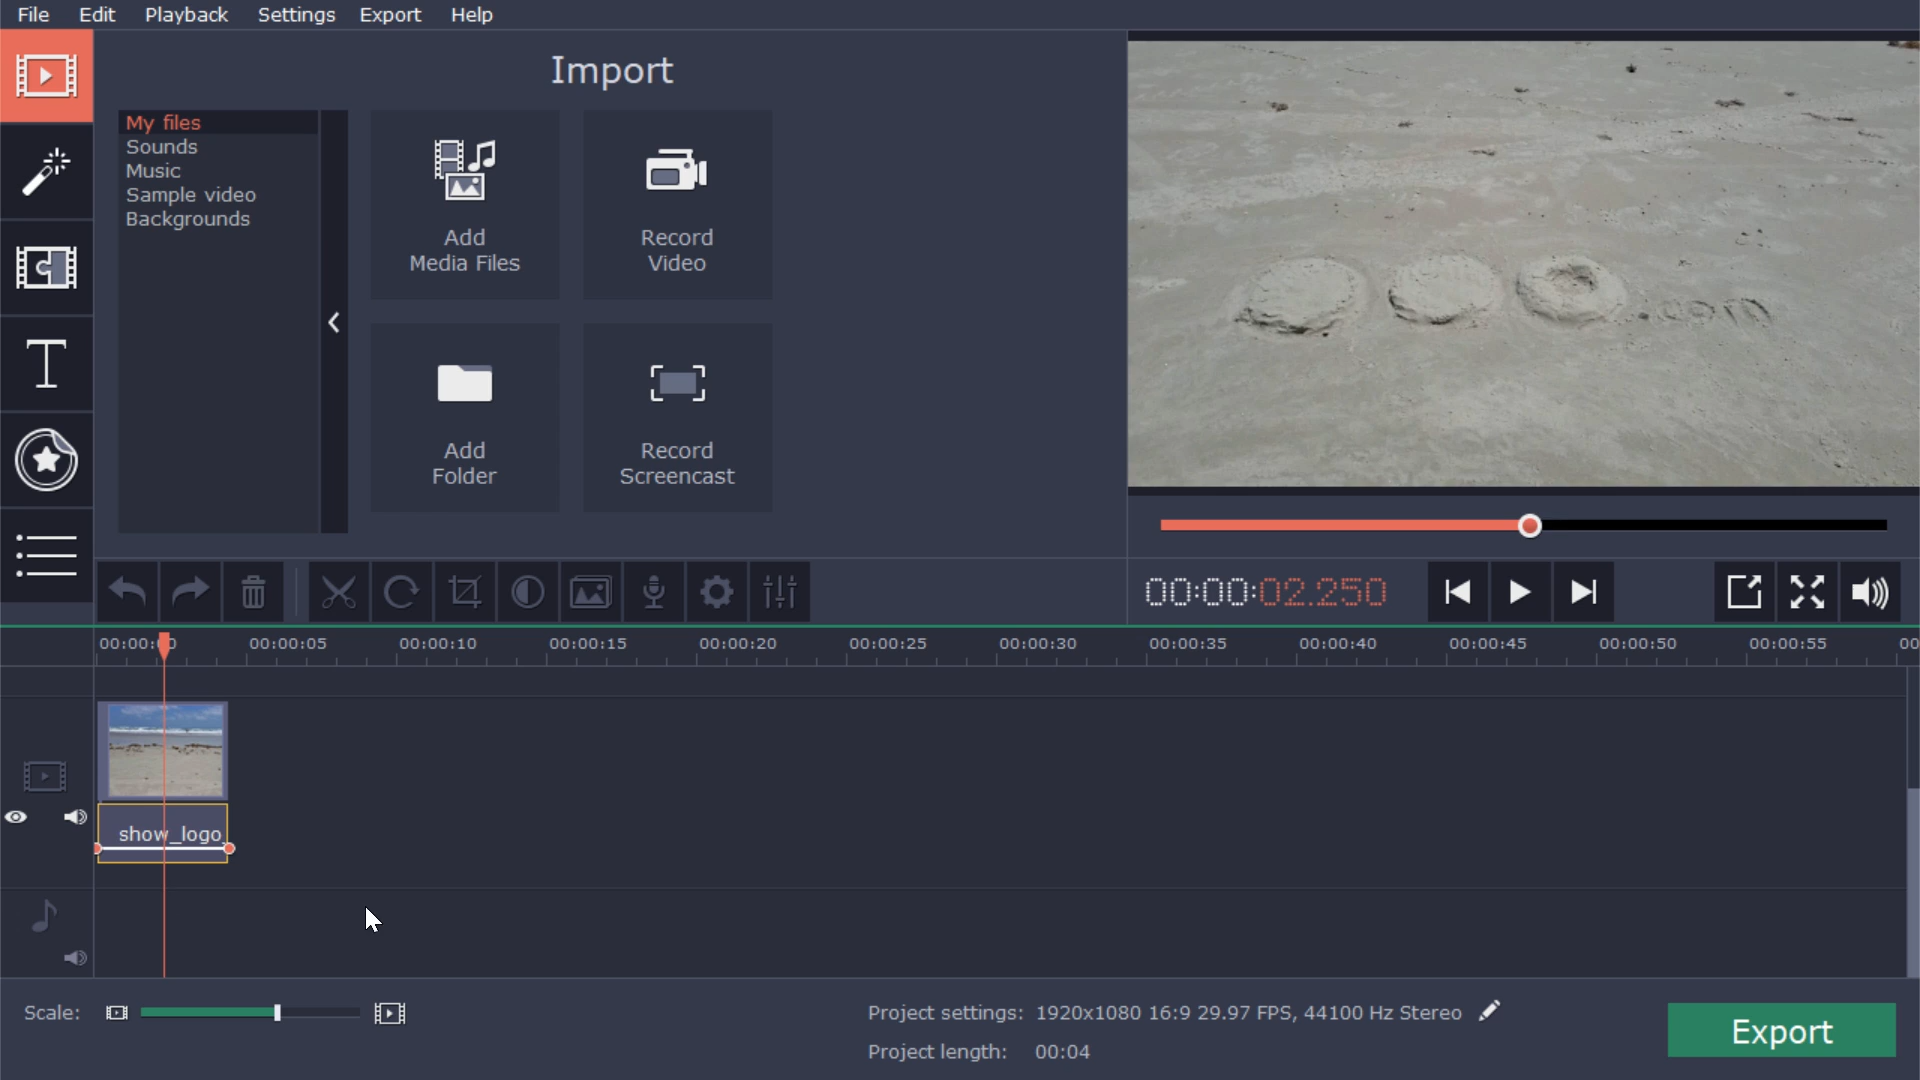 File Edit Playback Settings Export Help
Import
My files
Sounds
Music
Sample video
Backgrounds
Add
Media Files
Record
Video
Add
Folder
Record
Screencast
.com
00:00:02.250
00:00:05 00:00:10 00:00:15 00:00:20 00:00:25 00:00:30 00:00:35 00:00:40 00:00:45 00:00:50 00:00:55
show_logo
Scale:
Project settings: 1920x1080 16:9 29.97 FPS, 44100 Hz Stereo
Project length: 00:04
Export